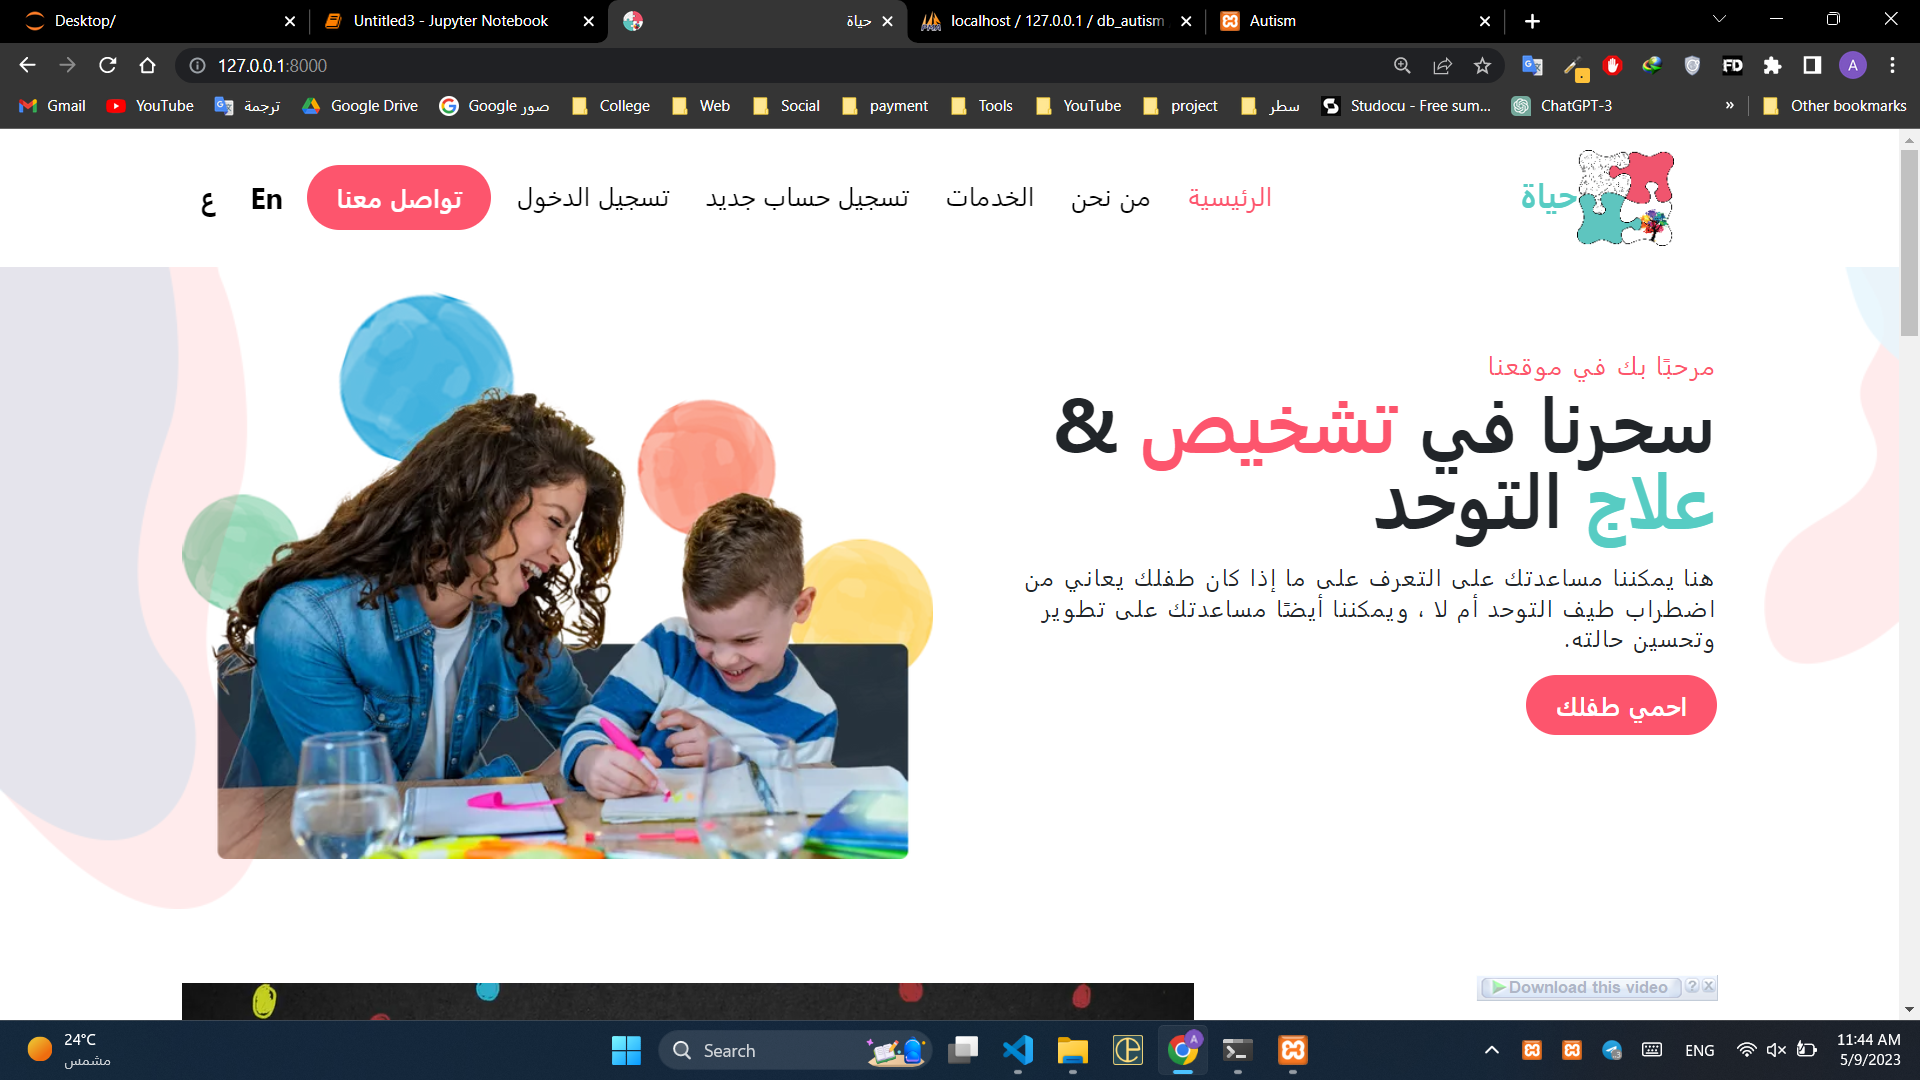 Desktop/
Untitled3 - Jupyter Notebook
حياة
localhost / 127.0.0.1 / db_autism
Autism
127.0.0.1:8000
FD
A
Gmail
YouTube
ترجمة
Google Drive
صور Google
College
Web
Social
payment
Tools
YouTube
project
سطر
Studocu - Free sum...
ChatGPT-3
»
Other bookmarks
حياة
الرئيسية
من نحن
الخدمات
تسجيل حساب جديد
تسجيل الدخول
تواصل معنا
En
ع
مرحبًا بك في موقعنا
سحرنا في تشخيص &
علاج التوحد
هنا يمكننا مساعدتك على التعرف على ما إذا كان طفلك يعاني من
اضطراب طيف التوحد أم لا ، ويمكننا أيضًا مساعدتك على تطوير
وتحسين حالته.
احمي طفلك
Download this video
? x
24°C
مشمس
Search
A
ENG
11:44 AM
5/9/2023